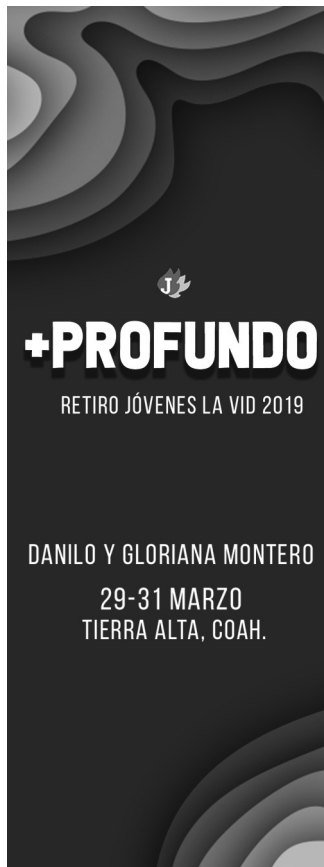 J
+PROFUNDO
RETIRO JÓVENES LA VID 2019
DANILO Y GLORIANA MONTERO
29-31 MARZO
TIERRA ALTA, COAH.